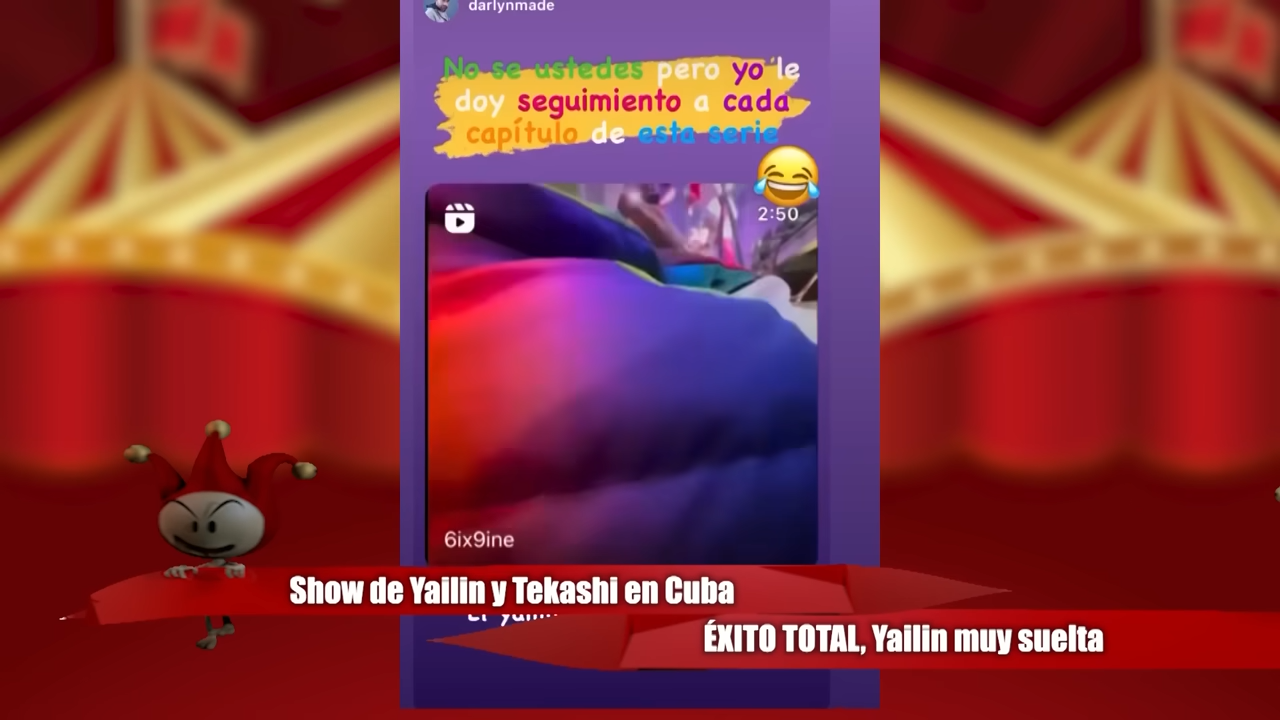 darlynmade
No se ustedes pero yo le
doy seguimiento a cada
capítulo de esta serie
2:50
6ix9ine
Show de Yailin y Tekashi en Cuba
ÉXITO TOTAL, Yailin muy suelta